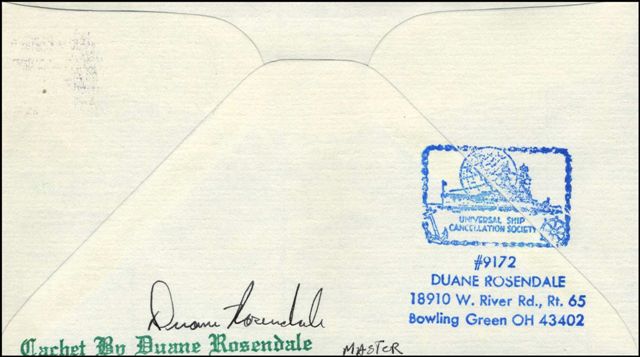 UNIVERSAL SHIP
CANCELLATION SOCIETY
#9172
DUANE ROSENDALE
18910 W. River Rd., Rt. 65
Bowling Green OH 43402
Duane Rosendale
Cachet By Duane Rosendale
MASTER